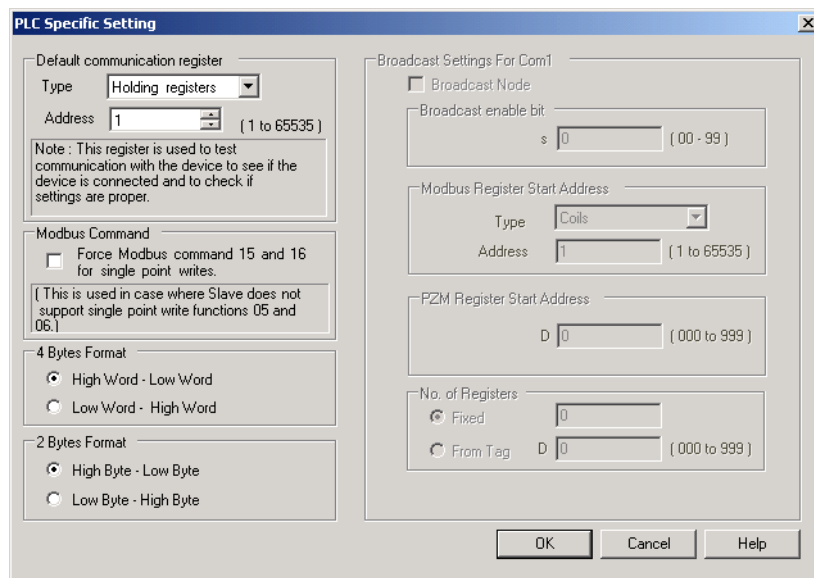 PLC Specific Setting
Default communication register
Type Holding registers
Address 1 ( 1 to 65535 )
Note : This register is used to test
communication with the device to see if the
device is connected and to check if
settings are proper.
Modbus Command
Force Modbus command 15 and 16
for single point writes.
( This is used in case where Slave does not
support single point write functions 05 and
06.)
4 Bytes Format
High Word - Low Word
Low Word - High Word
2 Bytes Format
High Byte - Low Byte
Low Byte - High Byte
Broadcast Settings For Com1
Broadcast Node
Broadcast enable bit
s 0 ( 00 - 99 )
Modbus Register Start Address
Type Coils
Address 1 ( 1 to 65535 )
PZM Register Start Address
D 0 ( 000 to 999 )
No. of Registers
Fixed 0
From Tag D 0 ( 000 to 999 )
OK Cancel Help